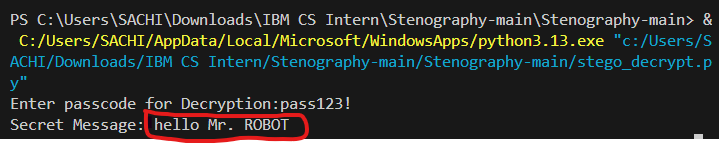 PS C:\Users\SACHI\Downloads\IBM CS Intern\Stenography-main\Stenography-main> &
C:/Users/SACHI/AppData/Local/Microsoft/WindowsApps/python3.13.exe "c:/Users/S
ACHI/Downloads/IBM CS Intern/Stenography-main/Stenography-main/stego_decrypt.p
y"
Enter passcode for Decryption:pass123!
Secret Message: hello Mr. ROBOT